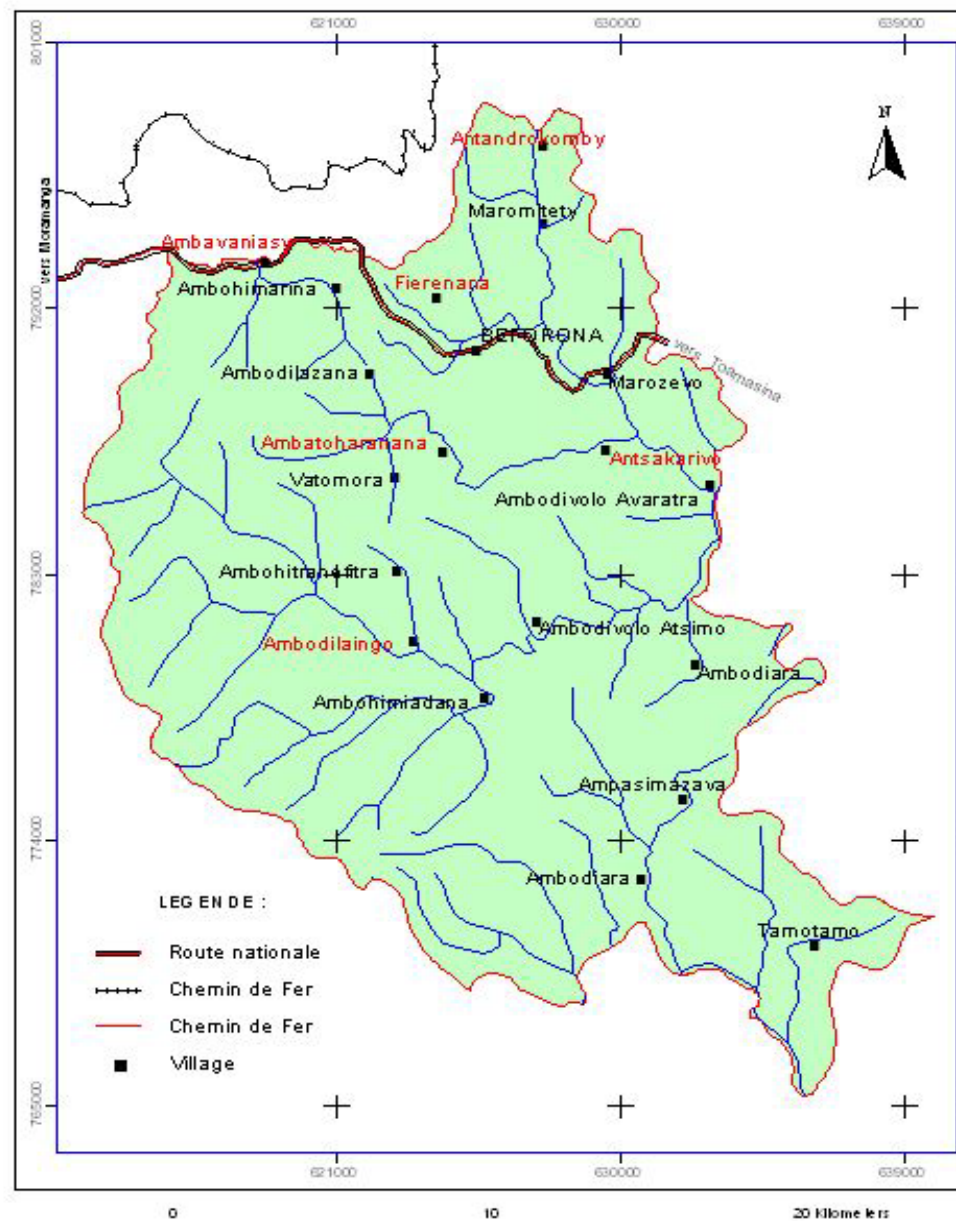 621000 630000 639000
801000
N
Antandrokomby
Maromitety
vers Moramanga
Ambavaniasy
Fierenana
Ambohimarina
792000
BEFORONA
vers Toamasina
Ambodilazana
Marozevo
Ambatoharanana
Antsakarivo
Vatomora
Ambodivolo Avaratra
783000
Ambohitranefitra
Ambodivolo Atsimo
Ambodilaingo
Ambodiara
Ambohimiadana
Ampasimazava
774000
Ambodiara
LEGENDE :
Tamotamo
Route nationale
Chemin de Fer
Chemin de Fer
Village
765000
621000 630000 639000
0 10 20 Kilometers